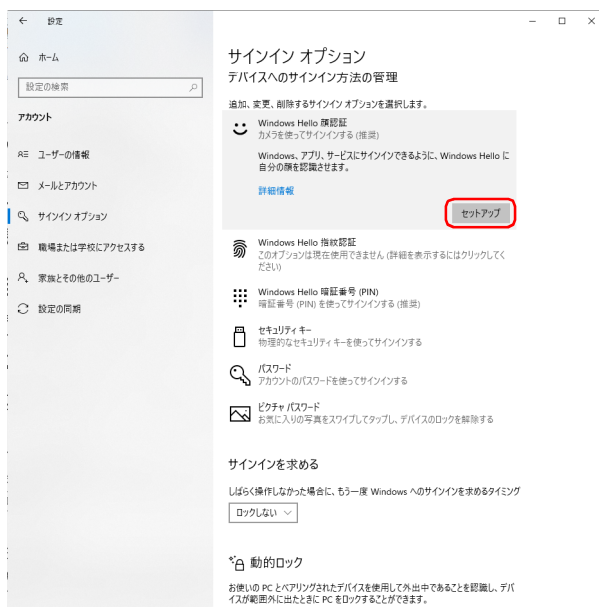 設定
ホーム
設定の検索
アカウント
ユーザーの情報
メールとアカウント
サインイン オプション
職場または学校にアクセスする
家族とその他のユーザー
設定の同期
サインイン オプション
デバイスへのサインイン方法の管理
追加、変更、削除するサインイン オプションを選択します。
Windows Hello 顔認証
カメラを使ってサインインする (推奨)
Windows、アプリ、サービスにサインインできるように、Windows Hello に
自分の顔を認識させます。
詳細情報
セットアップ
Windows Hello 指紋認証
このオプションは現在使用できません (詳細を表示するにはクリックしてく
ださい)
Windows Hello 暗証番号 (PIN)
暗証番号 (PIN) を使ってサインインする (推奨)
セキュリティ キー
物理的なセキュリティ キーを使ってサインインする
パスワード
アカウントのパスワードを使ってサインインする
ピクチャ パスワード
お気に入りの写真をスワイプしてタップし、デバイスのロックを解除する
サインインを求める
しばらく操作しなかった場合に、もう一度 Windows へのサインインを求めるタイミング
ロックしない
動的ロック
お使いの PC とペアリングされたデバイスを使用して外出中であることを認識し、デバ
イスが範囲外に出たときに PC をロックすることができます。